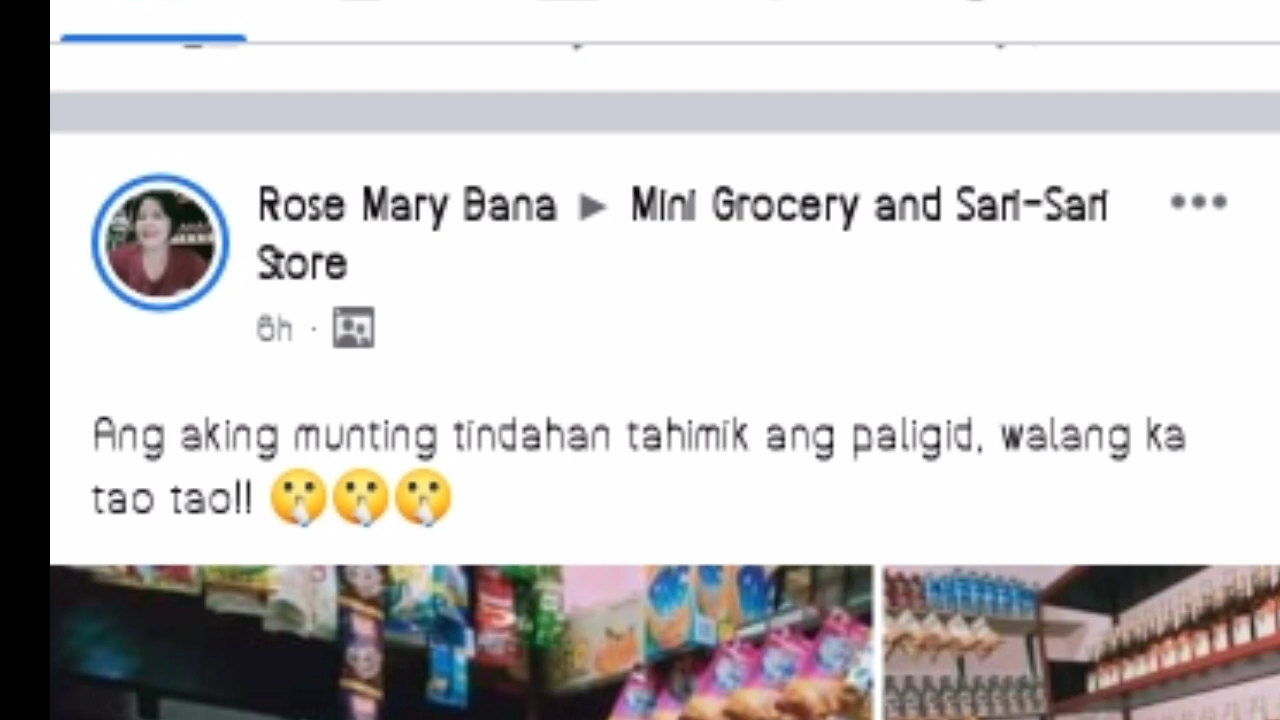 Rose Mary Bana ▶ Mini Grocery and Sari-Sari
Store
6h ·
Ang aking munting tindahan tahimik ang paligid, walang ka
tao tao!! 🤫🤫🤫